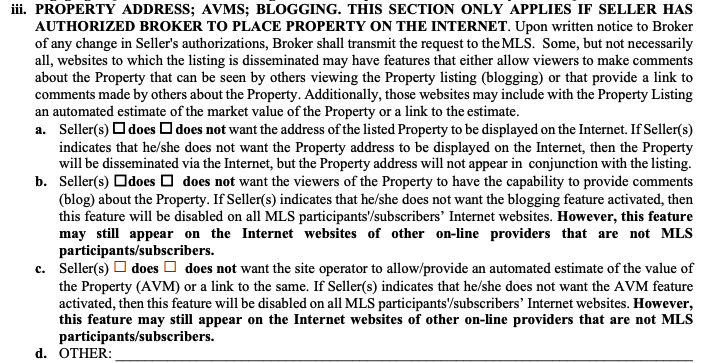 iii. PROPERTY ADDRESS; AVMS; BLOGGING. THIS SECTION ONLY APPLIES IF SELLER HAS
AUTHORIZED BROKER TO PLACE PROPERTY ON THE INTERNET. Upon written notice to Broker
of any change in Seller's authorizations, Broker shall transmit the request to the MLS. Some, but not necessarily
all, websites to which the listing is disseminated may have features that either allow viewers to make comments
about the Property that can be seen by others viewing the Property listing (blogging) or that provide a link to
comments made by others about the Property. Additionally, those websites may include with the Property Listing
an automated estimate of the market value of the Property or a link to the estimate.
a. Seller(s) ☐ does ☐ does not want the address of the listed Property to be displayed on the Internet. If Seller(s)
indicates that he/she does not want the Property address to be displayed on the Internet, then the Property
will be disseminated via the Internet, but the Property address will not appear in conjunction with the listing.
b. Seller(s) ☐does ☐ does not want the viewers of the Property to have the capability to provide comments
(blog) about the Property. If Seller(s) indicates that he/she does not want the blogging feature activated, then
this feature will be disabled on all MLS participants'/subscribers’ Internet websites. However, this feature
may still appear on the Internet websites of other on-line providers that are not MLS
participants/subscribers.
c. Seller(s) ☐ does ☐ does not want the site operator to allow/provide an automated estimate of the value of
the Property (AVM) or a link to the same. If Seller(s) indicates that he/she does not want the AVM feature
activated, then this feature will be disabled on all MLS participants'/subscribers’ Internet websites. However,
this feature may still appear on the Internet websites of other on-line providers that are not MLS
participants/subscribers.
d. OTHER: ____________________